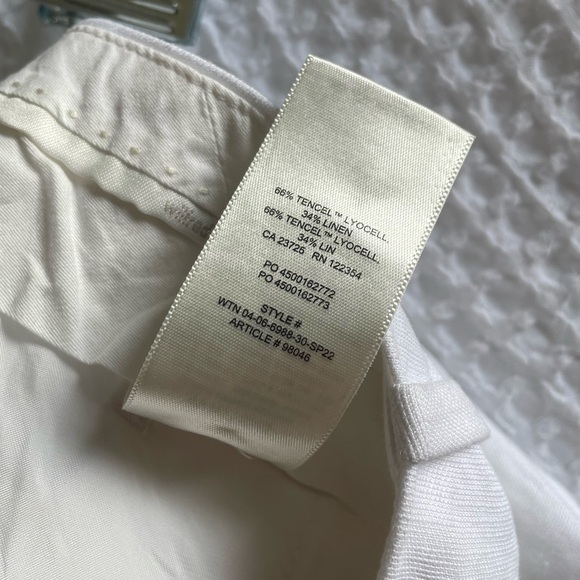 66% TENCEL™ LYOCELL
34% LINEN
66% TENCEL™ LYOCELL
34% LIN
CA 23725 RN 122354
PO 4500162772
PO 4500162773
STYLE #
WTN 04-06-6988-30-SP22
ARTICLE # 98046